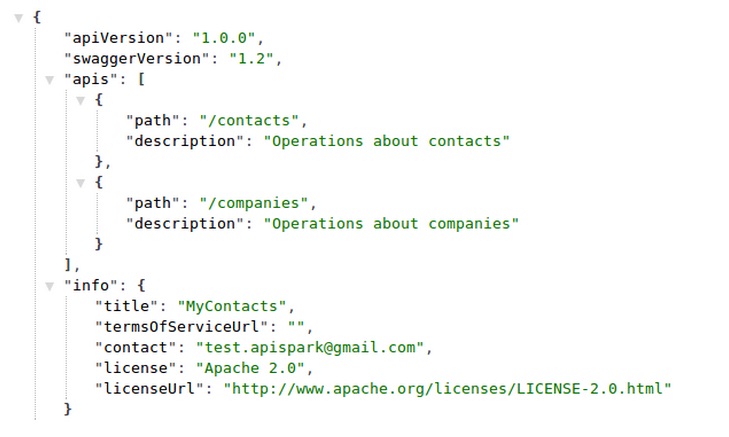 {
"apiVersion": "1.0.0",
"swaggerVersion": "1.2",
"apis": [
{
"path": "/contacts",
"description": "Operations about contacts"
},
{
"path": "/companies",
"description": "Operations about companies"
}
],
"info": {
"title": "MyContacts",
"termsOfServiceUrl": "",
"contact": "test.apispark@gmail.com",
"license": "Apache 2.0",
"licenseUrl": "http://www.apache.org/licenses/LICENSE-2.0.html"
}